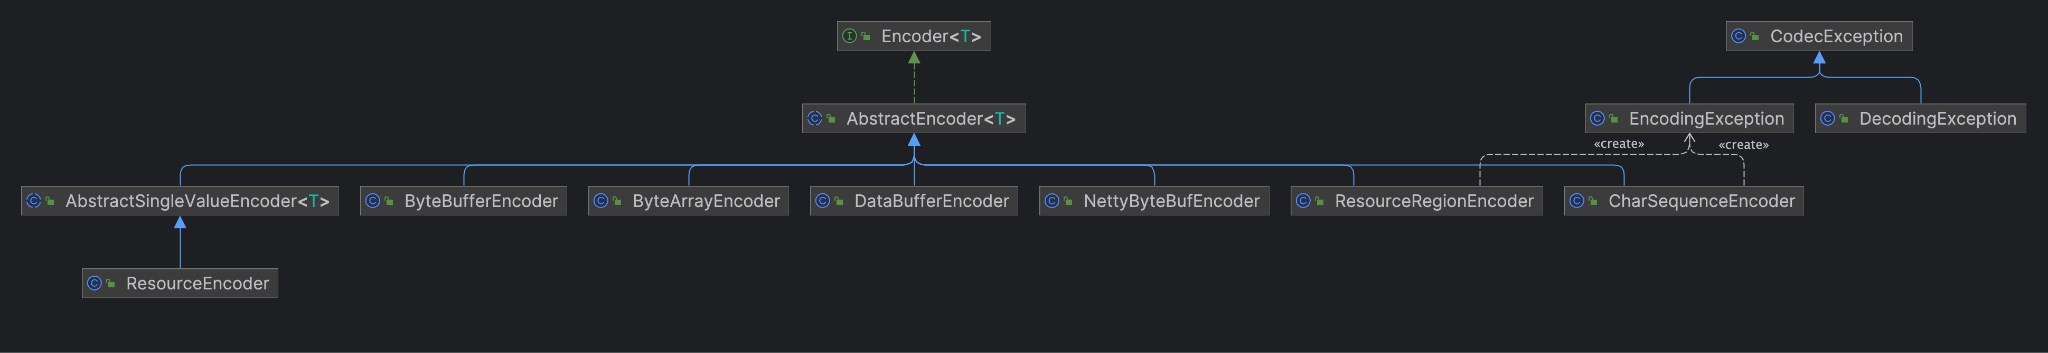 Encoder<T>
CodecException
AbstractEncoder<T>
EncodingException
DecodingException
«create»
«create»
AbstractSingleValueEncoder<T>
ByteBufferEncoder
ByteArrayEncoder
DataBufferEncoder
NettyByteBufEncoder
ResourceRegionEncoder
CharSequenceEncoder
ResourceEncoder